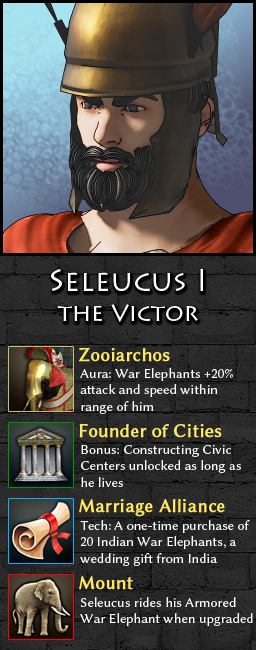 Seleucus I
the Victor
Zooiarchos
Aura: War Elephants +20%
attack and speed within
range of him
Founder of Cities
Bonus: Constructing Civic
Centers unlocked as long as
he lives
Marriage Alliance
Tech: A one-time purchase of
20 Indian War Elephants, a
wedding gift from India
Mount
Seleucus rides his Armored
War Elephant when upgraded